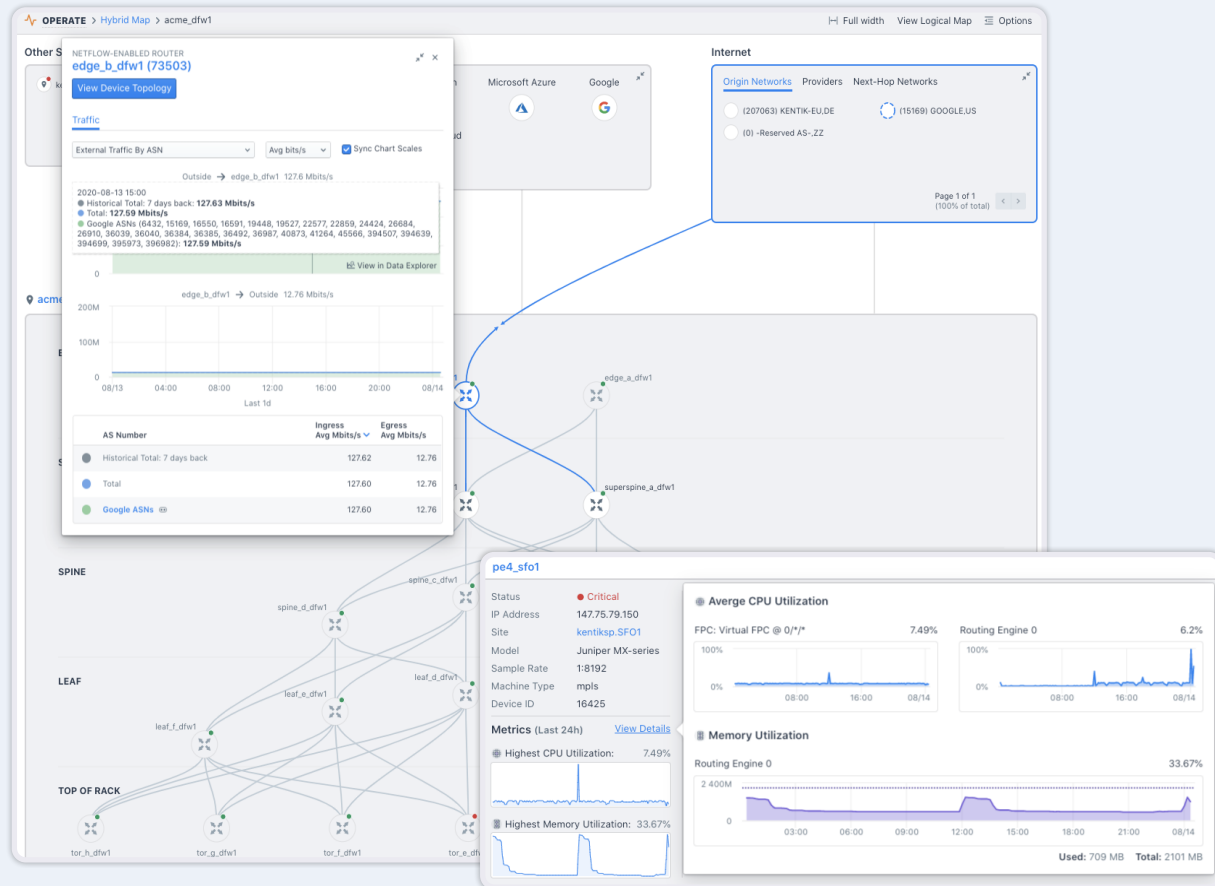 OPERATE > Hybrid Map > acme_dfw1
Full width View Logical Map Options
Other S
NETFLOW-ENABLED ROUTER
edge_b_dfw1 (73503)
View Device Topology
Traffic
External Traffic By ASN
Avg bits/s
Sync Chart Scales
Outside → edge_b_dfw1 127.6 Mbits/s
2020-08-13 15:00
Historical Total: 7 days back: 127.63 Mbits/s
Total: 127.59 Mbits/s
Google ASNs (6432, 15169, 16550, 16591, 19448, 19527, 22577, 22859, 24424, 26684,
26910, 36039, 36040, 36384, 36385, 36492, 36987, 40873, 41264, 45566, 394507, 394639,
394699, 395973, 396982): 127.59 Mbits/s
0
View in Data Explorer
edge_b_dfw1 → Outside 12.76 Mbits/s
200M
100M
0
08/13 04:00 08:00 12:00 16:00 20:00 08/14
Last 1d
AS Number
Ingress
Avg Mbits/s
Egress
Avg Mbits/s
Historical Total: 7 days back 127.62 12.76
Total 127.60 12.76
Google ASNs 127.60 12.76
Microsoft Azure
Google
Internet
Origin Networks Providers Next-Hop Networks
(207063) KENTIK-EU,DE
(15169) GOOGLE,US
(0) -Reserved AS-,ZZ
Page 1 of 1
(100% of total)
acme
edge_a_dfw1
superspine_a_dfw1
SPINE
spine_c_dfw1
spine_d_dfw1
LEAF
leaf_d_dfw1
leaf_e_dfw1
leaf_f_dfw1
TOP OF RACK
tor_h_dfw1
tor_g_dfw1
tor_f_dfw1
tor_e_dfw
pe4_sfo1
Status Critical
IP Address 147.75.79.150
Site kentiksp.SFO1
Model Juniper MX-series
Sample Rate 1:8192
Machine Type mpls
Device ID 16425
Metrics (Last 24h) View Details
Highest CPU Utilization: 7.49%
Highest Memory Utilization: 33.67%
Averge CPU Utilization
FPC: Virtual FPC @ 0/*/* 7.49%
100%
0%
08:00 16:00 08/14
Routing Engine 0 6.2%
100%
0%
08:00 16:00 08/14
Memory Utilization
Routing Engine 0 33.67%
2 400M
0
03:00 06:00 09:00 12:00 15:00 18:00 21:00 08/14
Used: 709 MB Total: 2101 MB